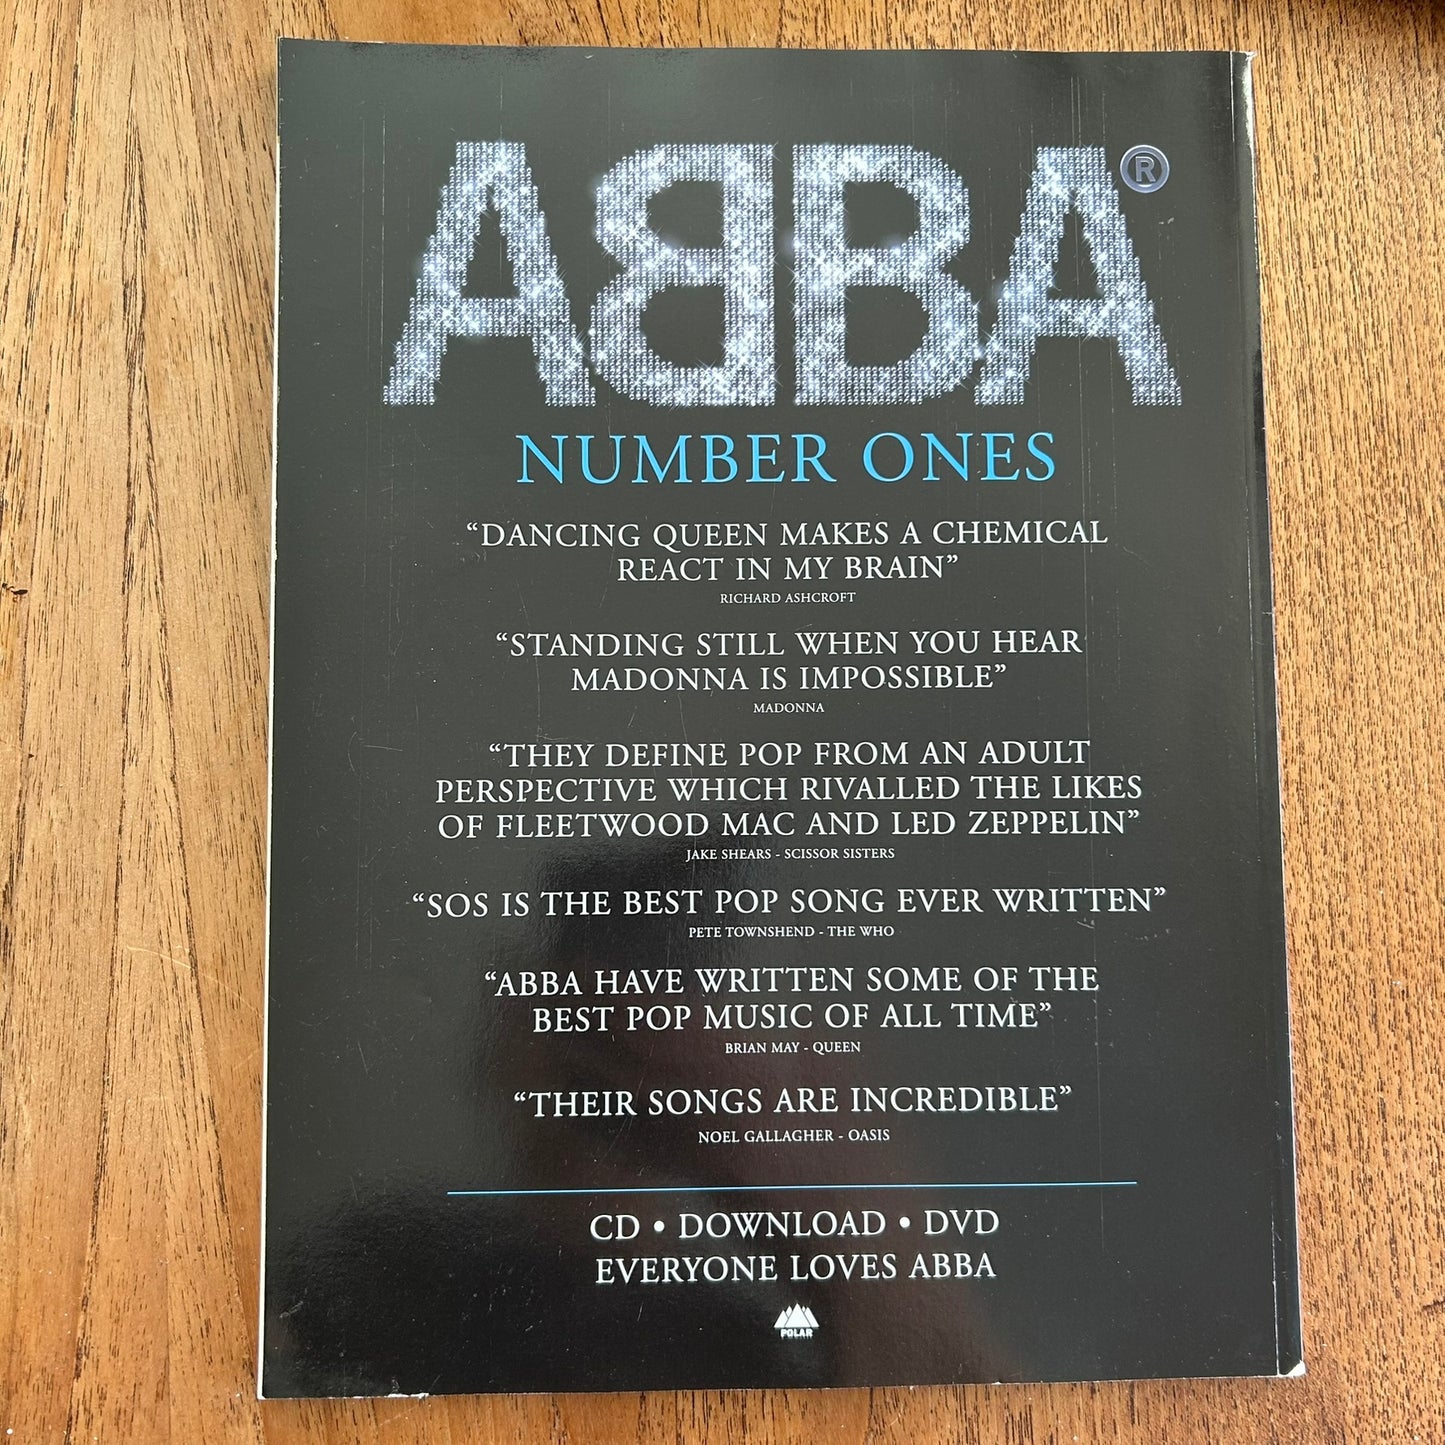 ABBA®
NUMBER ONES
“DANCING QUEEN MAKES A CHEMICAL
REACT IN MY BRAIN”
RICHARD ASHCROFT
“STANDING STILL WHEN YOU HEAR
MADONNA IS IMPOSSIBLE”
MADONNA
“THEY DEFINE POP FROM AN ADULT
PERSPECTIVE WHICH RIVALLED THE LIKES
OF FLEETWOOD MAC AND LED ZEPPELIN”
JAKE SHEARS - SCISSOR SISTERS
“SOS IS THE BEST POP SONG EVER WRITTEN”
PETE TOWNSHEND - THE WHO
“ABBA HAVE WRITTEN SOME OF THE
BEST POP MUSIC OF ALL TIME”
BRIAN MAY - QUEEN
“THEIR SONGS ARE INCREDIBLE”
NOEL GALLAGHER - OASIS
CD • DOWNLOAD • DVD
EVERYONE LOVES ABBA
POLAR